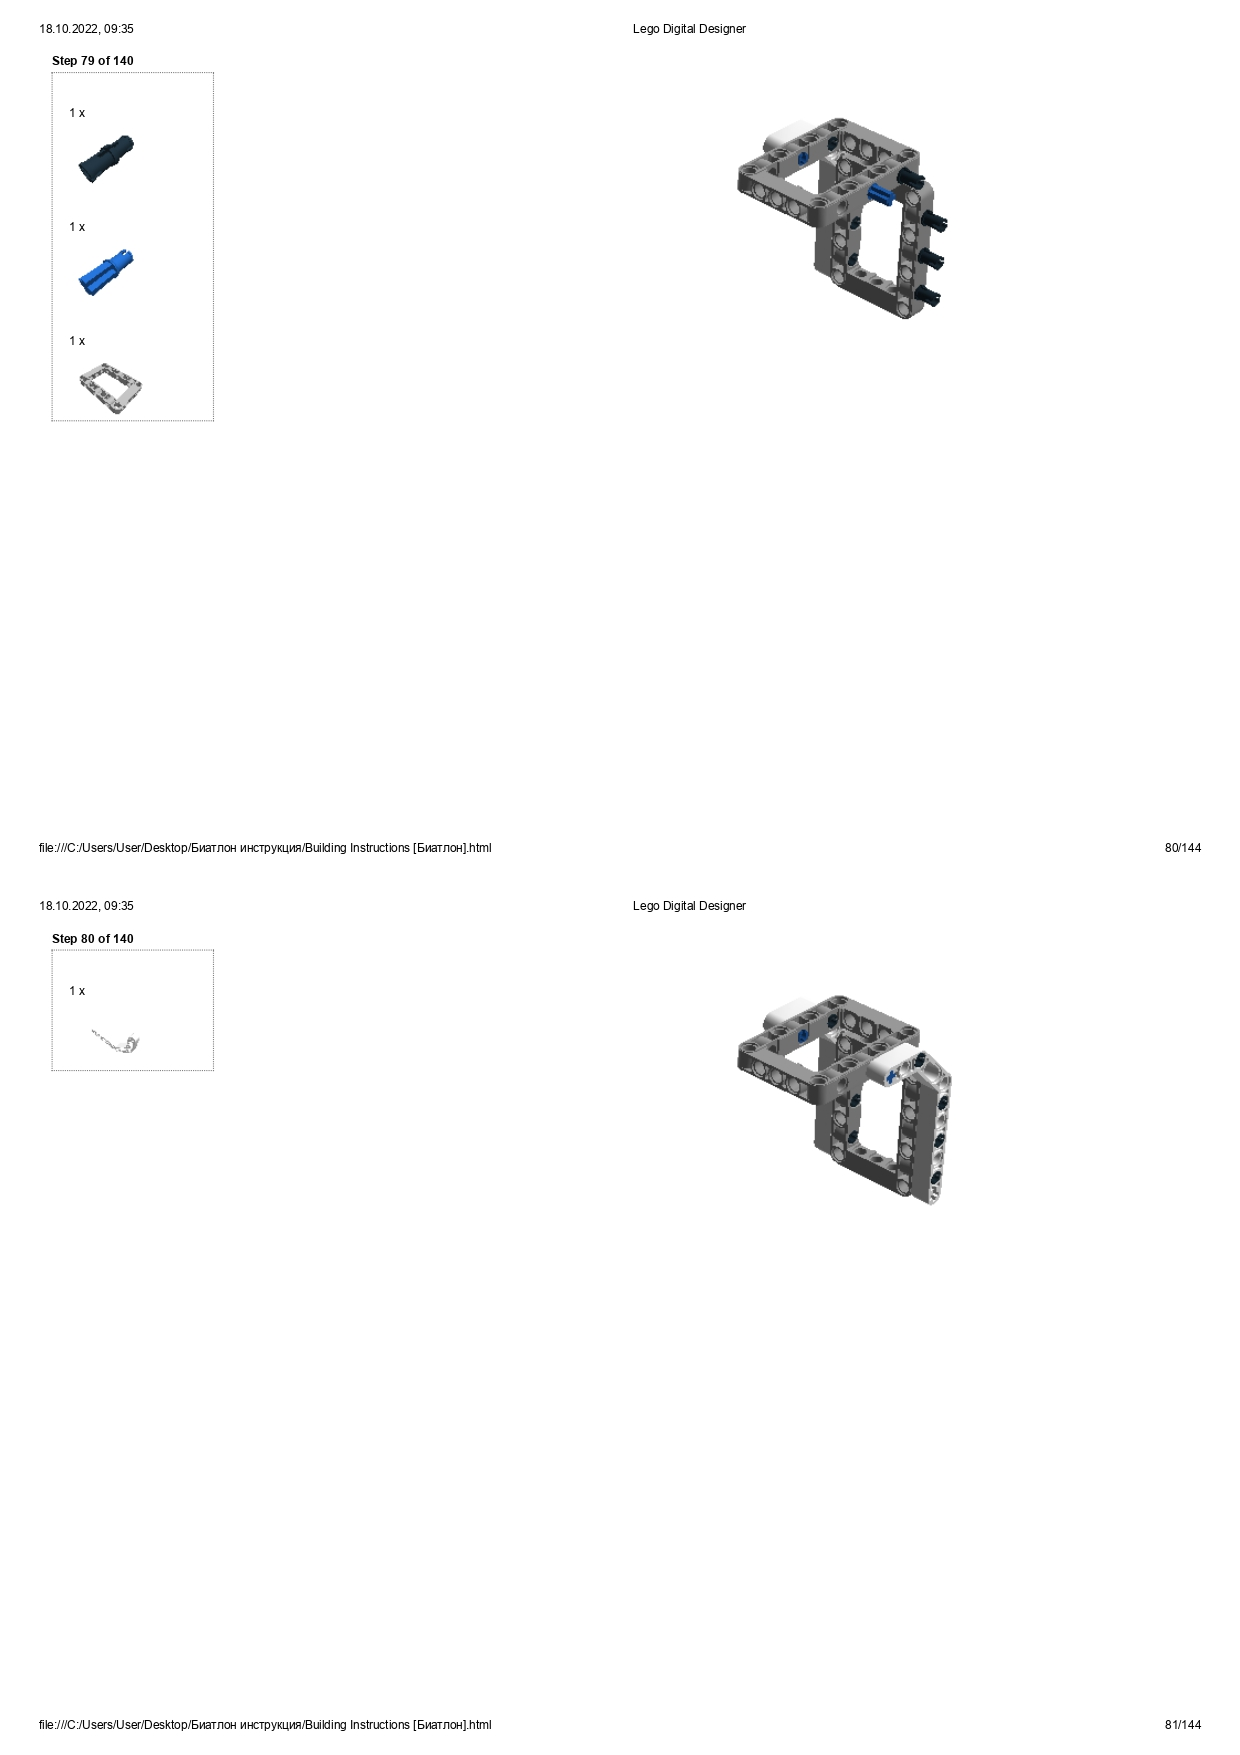 18.10.2022, 09:35 Lego Digital Designer
Step 79 of 140
1 x
1 x
1 x
file:///C:/Users/User/Desktop/Биатлон инструкция/Building Instructions [Биатлон].html 80/144
18.10.2022, 09:35 Lego Digital Designer
Step 80 of 140
1 x
file:///C:/Users/User/Desktop/Биатлон инструкция/Building Instructions [Биатлон].html 81/144